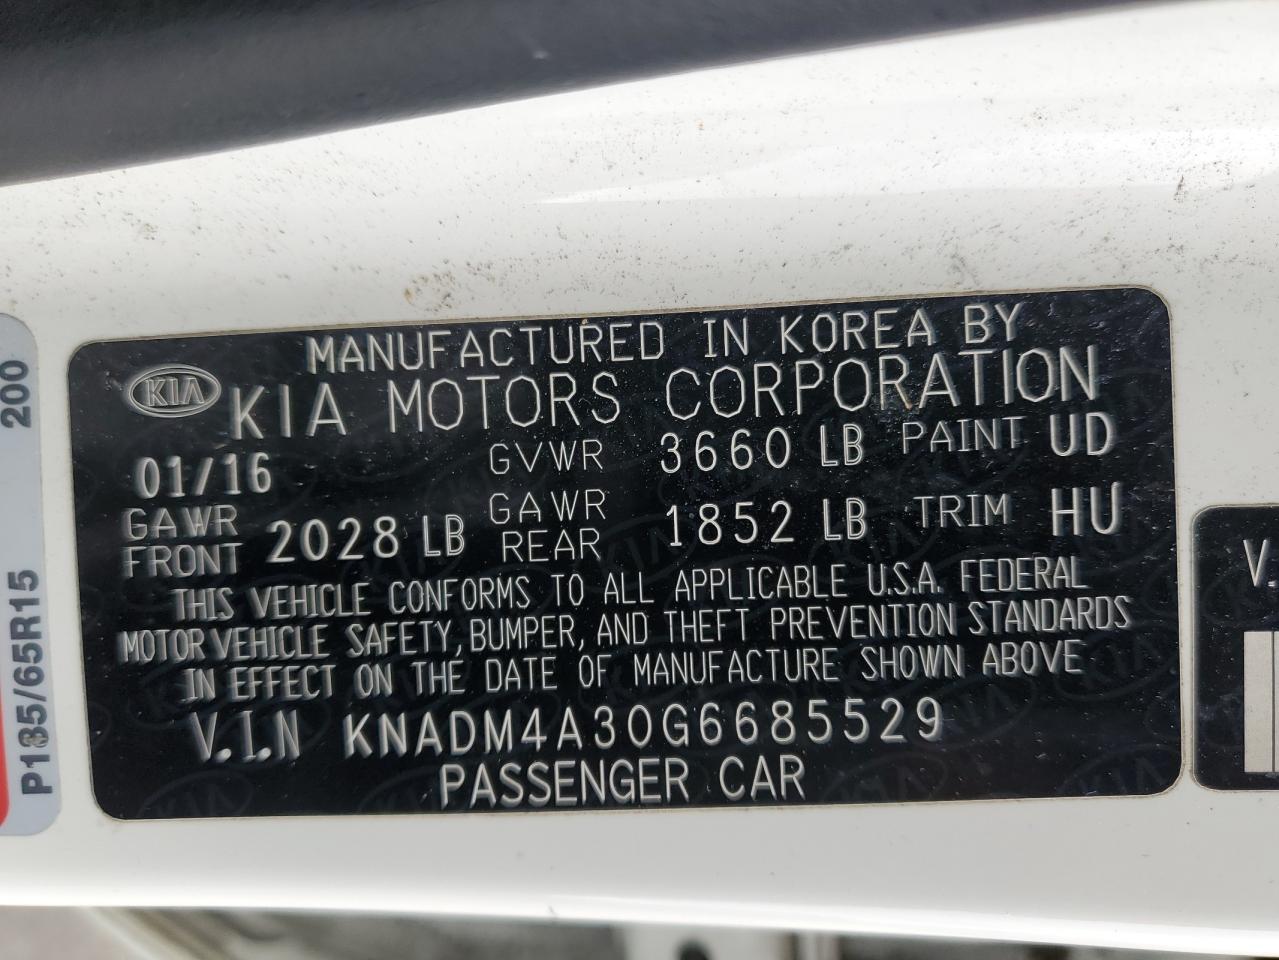 MANUFACTURED IN KOREA BY
KIA KIA MOTORS CORPORATION
01/16 GVWR 3660 LB PAINT UD
GAWR FRONT 2028 LB GAWR REAR 1852 LB TRIM HU
THIS VEHICLE CONFORMS TO ALL APPLICABLE U.S.A. FEDERAL
MOTOR VEHICLE SAFETY, BUMPER, AND THEFT PREVENTION STANDARDS
IN EFFECT ON THE DATE OF MANUFACTURE SHOWN ABOVE
V.I.N KNADM4A30G6685529
PASSENGER CAR
P185/65R15 200
V.